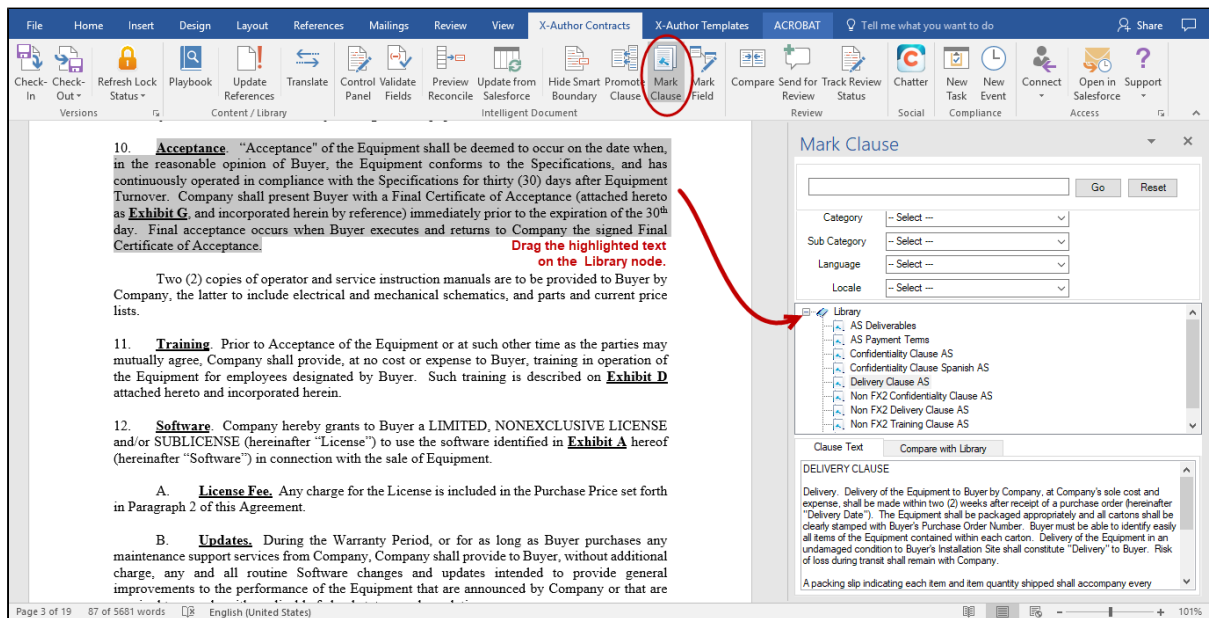 File Home Insert Design Layout References Mailings Review View X-Author Contracts X-Author Templates ACROBAT Tell me what you want to do Share
Check-In Check-Out Refresh Lock Status Playbook Update References Translate Control Panel Validate Fields Preview Reconcile Update from Salesforce Hide Smart Boundary Promote Clause Mark Clause Mark Field Compare Send for Review Track Review Status Chatter New Task New Event Connect Open in Salesforce Support
Versions Content / Library Intelligent Document Review Social Compliance Access
10. Acceptance. “Acceptance" of the Equipment shall be deemed to occur on the date when,
in the reasonable opinion of Buyer, the Equipment conforms to the Specifications, and has
continuously operated in compliance with the Specifications for thirty (30) days after Equipment
Turnover. Company shall present Buyer with a Final Certificate of Acceptance (attached hereto
as Exhibit G, and incorporated herein by reference) immediately prior to the expiration of the 30th
day. Final acceptance occurs when Buyer executes and returns to Company the signed Final
Certificate of Acceptance.
Drag the highlighted text
on the Library node.
Two (2) copies of operator and service instruction manuals are to be provided to Buyer by
Company, the latter to include electrical and mechanical schematics, and parts and current price
lists.
11. Training. Prior to Acceptance of the Equipment or at such other time as the parties may
mutually agree, Company shall provide, at no cost or expense to Buyer, training in operation of
the Equipment for employees designated by Buyer. Such training is described on Exhibit D
attached hereto and incorporated herein.
12. Software. Company hereby grants to Buyer a LIMITED, NONEXCLUSIVE LICENSE
and/or SUBLICENSE (hereinafter “License”) to use the software identified in Exhibit A hereof
(hereinafter “Software”) in connection with the sale of Equipment.
A. License Fee. Any charge for the License is included in the Purchase Price set forth
in Paragraph 2 of this Agreement.
B. Updates. During the Warranty Period, or for as long as Buyer purchases any
maintenance support services from Company, Company shall provide to Buyer, without additional
charge, any and all routine Software changes and updates intended to provide general
improvements to the performance of the Equipment that are announced by Company or that are
Mark Clause
Go Reset
Category -- Select ---
Sub Category -- Select ---
Language -- Select ---
Locale -- Select ---
Library
AS Deliverables
AS Payment Terms
Confidentiality Clause AS
Confidentiality Clause Spanish AS
Delivery Clause AS
Non FX2 Confidentiality Clause AS
Non FX2 Delivery Clause AS
Non FX2 Training Clause AS
Clause Text Compare with Library
DELIVERY CLAUSE
Delivery. Delivery of the Equipment to Buyer by Company, at Company's sole cost and
expense, shall be made within two (2) weeks after receipt of a purchase order (hereinafter
"Delivery Date"). The Equipment shall be packaged appropriately and all cartons shall be
clearly stamped with Buyer's Purchase Order Number. Buyer must be able to identify easily
all items of the Equipment contained within each carton. Delivery of the Equipment in an
undamaged condition to Buyer's Installation Site shall constitute "Delivery" to Buyer. Risk
of loss during transit shall remain with Company.
A packing slip indicating each item and item quantity shipped shall accompany every
Page 3 of 19 87 of 5681 words English (United States) 101%